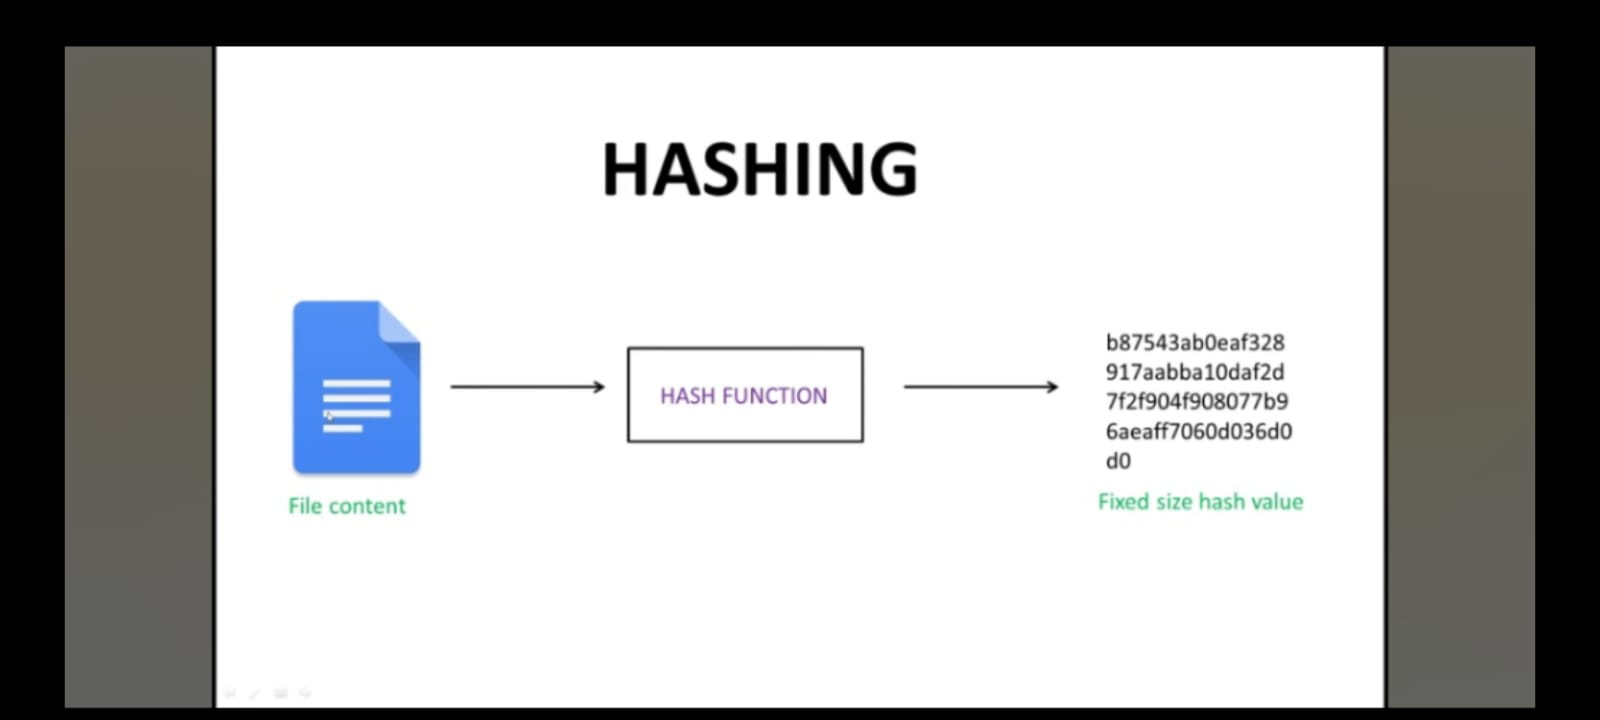 HASHING
HASH FUNCTION
b87543ab0eaf328
917aabba10daf2d
7f2f904f908077b9
6aeaff7060d036d0
d0
File content
Fixed size hash value